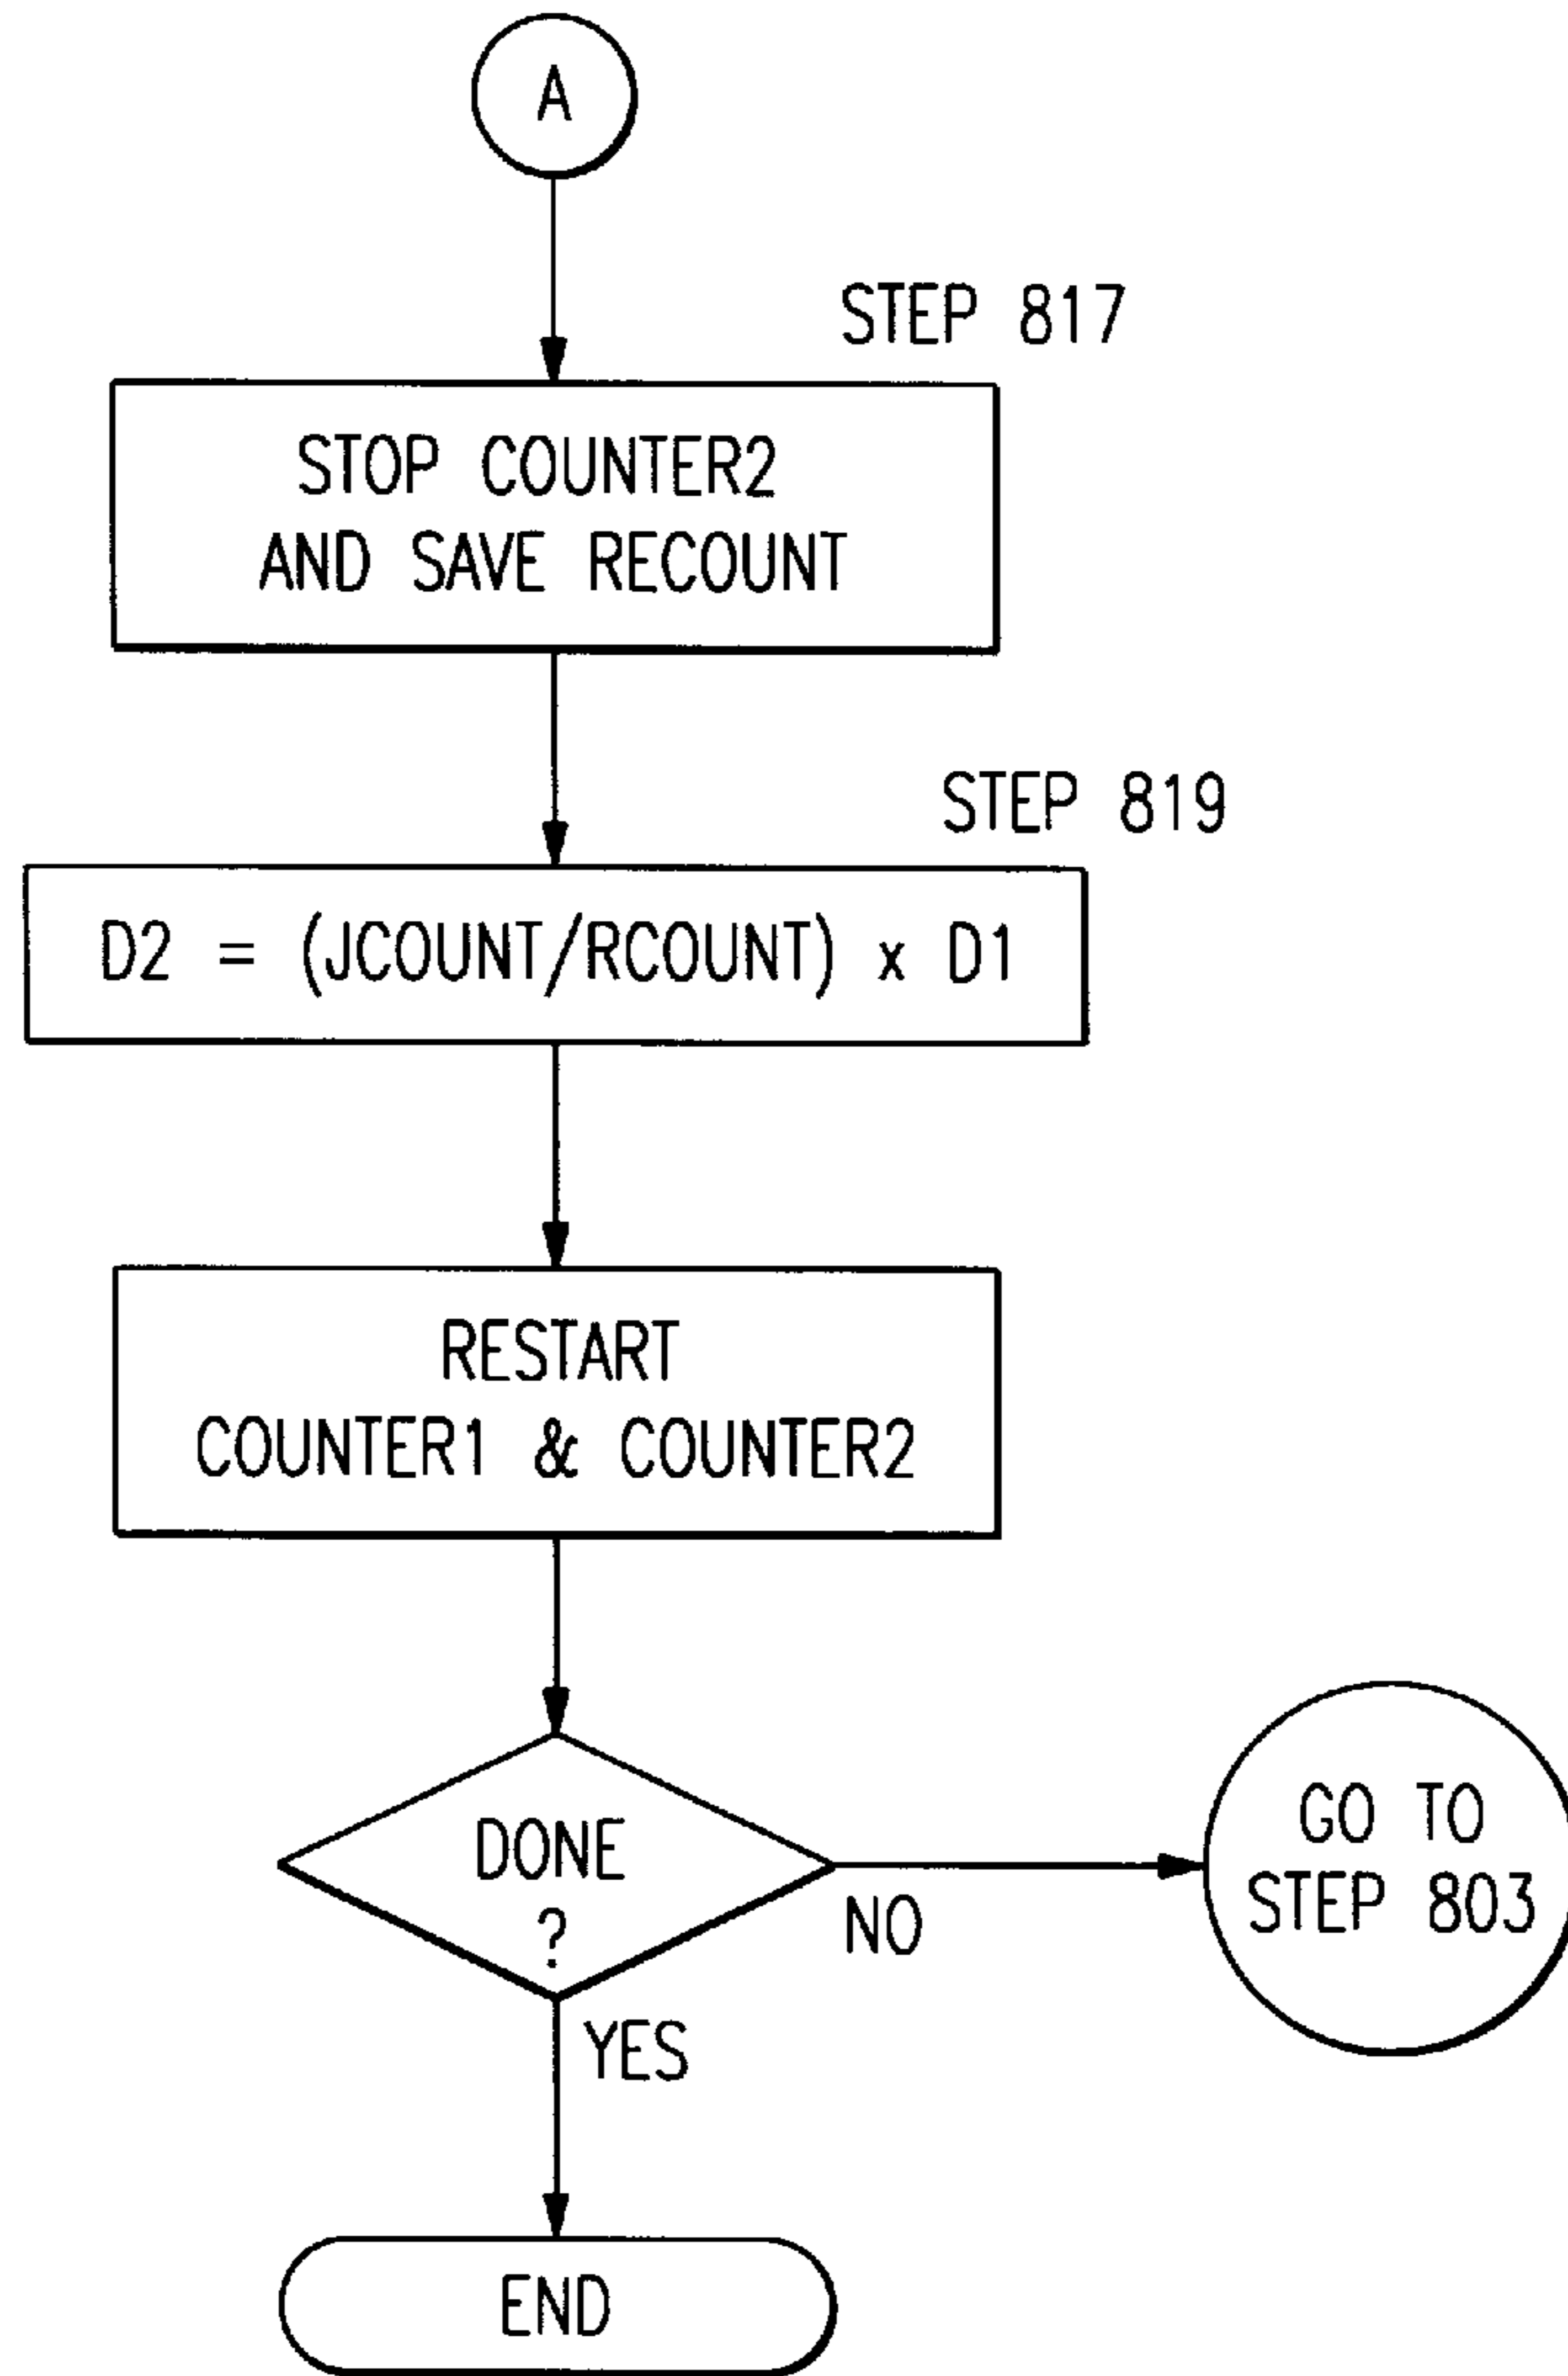 A
STEP 817
STOP COUNTER2
AND SAVE RECOUNT
STEP 819
D2 = (JCOUNT/RCOUNT) x D1
RESTART
COUNTER1 & COUNTER2
DONE
?
NO
GO TO
STEP 803
YES
END